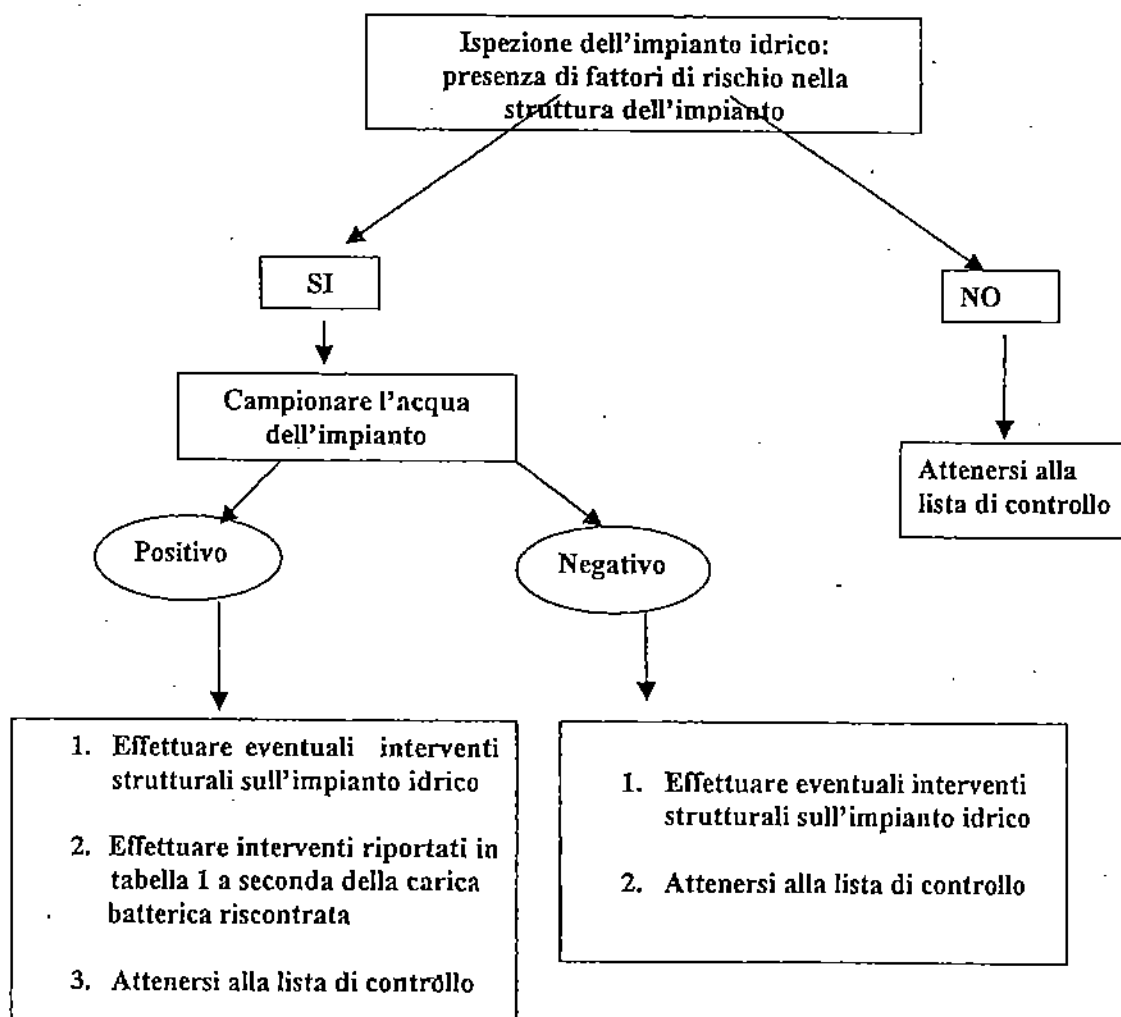 Ispezione dell'impianto idrico:
presenza di fattori di rischio nella
struttura dell'impianto
SI
NO
Campionare l'acqua
dell'impianto
Attenersi alla
lista di controllo
Positivo
Negativo
1. Effettuare eventuali interventi
strutturali sull'impianto idrico
2. Effettuare interventi riportati in
tabella 1 a seconda della carica
batterica riscontrata
3. Attenersi alla lista di controllo
1. Effettuare eventuali interventi
strutturali sull'impianto idrico
2. Attenersi alla lista di controllo